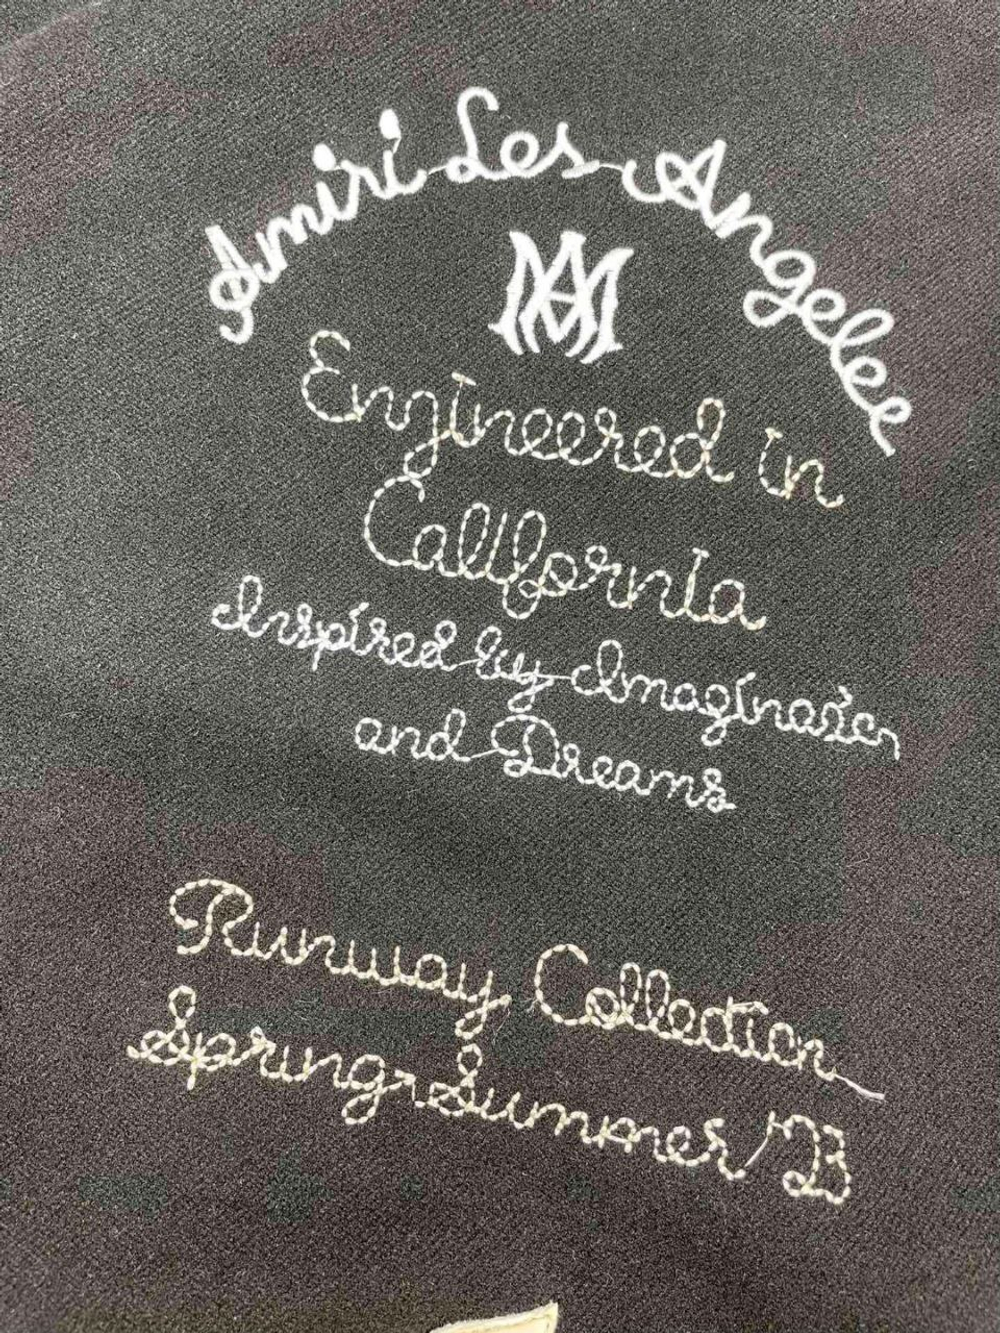 Amiri Los Angeles
MA
Engineered in
California
Inspired by Imagination
and Dreams
Runway Collection
Spring-Summer '23